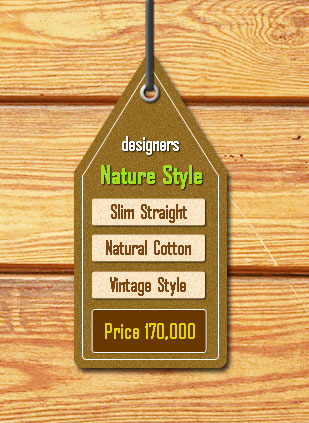 designers
Nature Style
Slim Straight
Natural Cotton
Vintage Style
Price 170,000